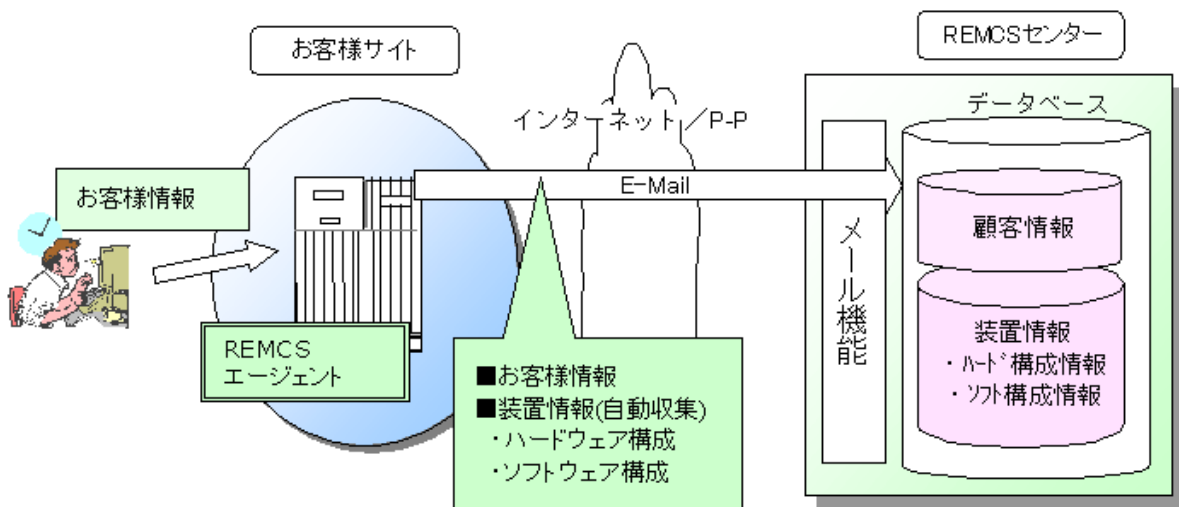 お客様サイト
REMCSセンター
データベース
インターネット／P-P
お客様情報
E-Mail
メール機能
顧客情報
装置情報
・ﾊｰﾄﾞ構成情報
・ｿﾌﾄ構成情報
REMCS
エージェント
■お客様情報
■装置情報(自動収集)
・ハードウェア構成
・ソフトウェア構成